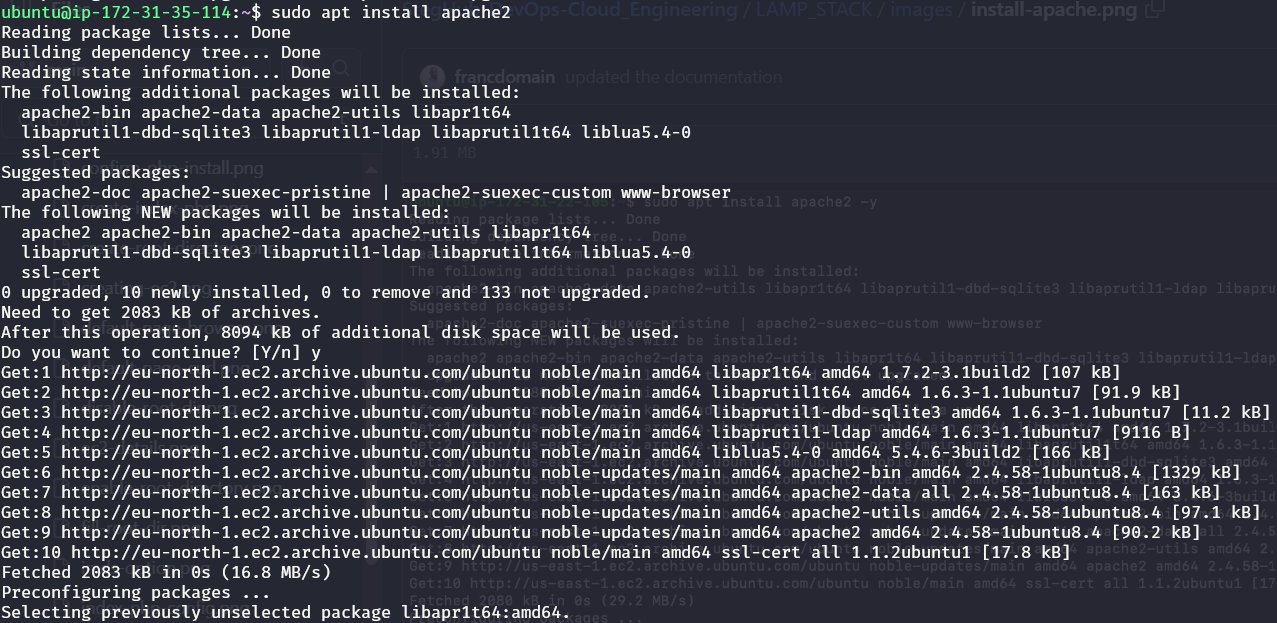 ubuntu@ip-172-31-35-114:~$ sudo apt install apache2
Reading package lists... Done
Building dependency tree... Done
Reading state information... Done
The following additional packages will be installed:
  apache2-bin apache2-data apache2-utils libapr1t64
  libaprutil1-dbd-sqlite3 libaprutil1-ldap libaprutil1t64 liblua5.4-0
  ssl-cert
Suggested packages:
  apache2-doc apache2-suexec-pristine | apache2-suexec-custom www-browser
The following NEW packages will be installed:
  apache2 apache2-bin apache2-data apache2-utils libapr1t64
  libaprutil1-dbd-sqlite3 libaprutil1-ldap libaprutil1t64 liblua5.4-0
  ssl-cert
0 upgraded, 10 newly installed, 0 to remove and 133 not upgraded.
Need to get 2083 kB of archives.
After this operation, 8094 kB of additional disk space will be used.
Do you want to continue? [Y/n] y
Get:1 http://eu-north-1.ec2.archive.ubuntu.com/ubuntu noble/main amd64 libapr1t64 amd64 1.7.2-3.1build2 [107 kB]
Get:2 http://eu-north-1.ec2.archive.ubuntu.com/ubuntu noble/main amd64 libaprutil1t64 amd64 1.6.3-1.1ubuntu7 [91.9 kB]
Get:3 http://eu-north-1.ec2.archive.ubuntu.com/ubuntu noble/main amd64 libaprutil1-dbd-sqlite3 amd64 1.6.3-1.1ubuntu7 [11.2 kB]
Get:4 http://eu-north-1.ec2.archive.ubuntu.com/ubuntu noble/main amd64 libaprutil1-ldap amd64 1.6.3-1.1ubuntu7 [9116 B]
Get:5 http://eu-north-1.ec2.archive.ubuntu.com/ubuntu noble/main amd64 liblua5.4-0 amd64 5.4.6-3build2 [166 kB]
Get:6 http://eu-north-1.ec2.archive.ubuntu.com/ubuntu noble-updates/main amd64 apache2-bin amd64 2.4.58-1ubuntu8.4 [1329 kB]
Get:7 http://eu-north-1.ec2.archive.ubuntu.com/ubuntu noble-updates/main amd64 apache2-data all 2.4.58-1ubuntu8.4 [163 kB]
Get:8 http://eu-north-1.ec2.archive.ubuntu.com/ubuntu noble-updates/main amd64 apache2-utils amd64 2.4.58-1ubuntu8.4 [97.1 kB]
Get:9 http://eu-north-1.ec2.archive.ubuntu.com/ubuntu noble-updates/main amd64 apache2 amd64 2.4.58-1ubuntu8.4 [90.2 kB]
Get:10 http://eu-north-1.ec2.archive.ubuntu.com/ubuntu noble/main amd64 ssl-cert all 1.1.2ubuntu1 [17.8 kB]
Fetched 2083 kB in 0s (16.8 MB/s)
Preconfiguring packages ...
Selecting previously unselected package libapr1t64:amd64.
DevOps-Cloud_Engineering / LAMP_STACK / images / install-apache.png
francdomain updated the documentation
1.91 MB